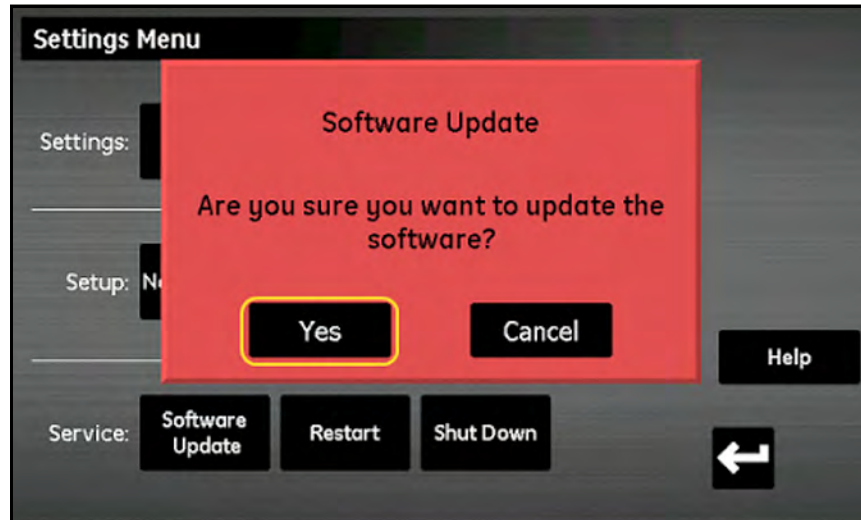 Settings Menu
Software Update
Settings:
Are you sure you want to update the
software?
Setup:
Yes
Cancel
Help
Service:
Software
Update
Restart
Shut Down